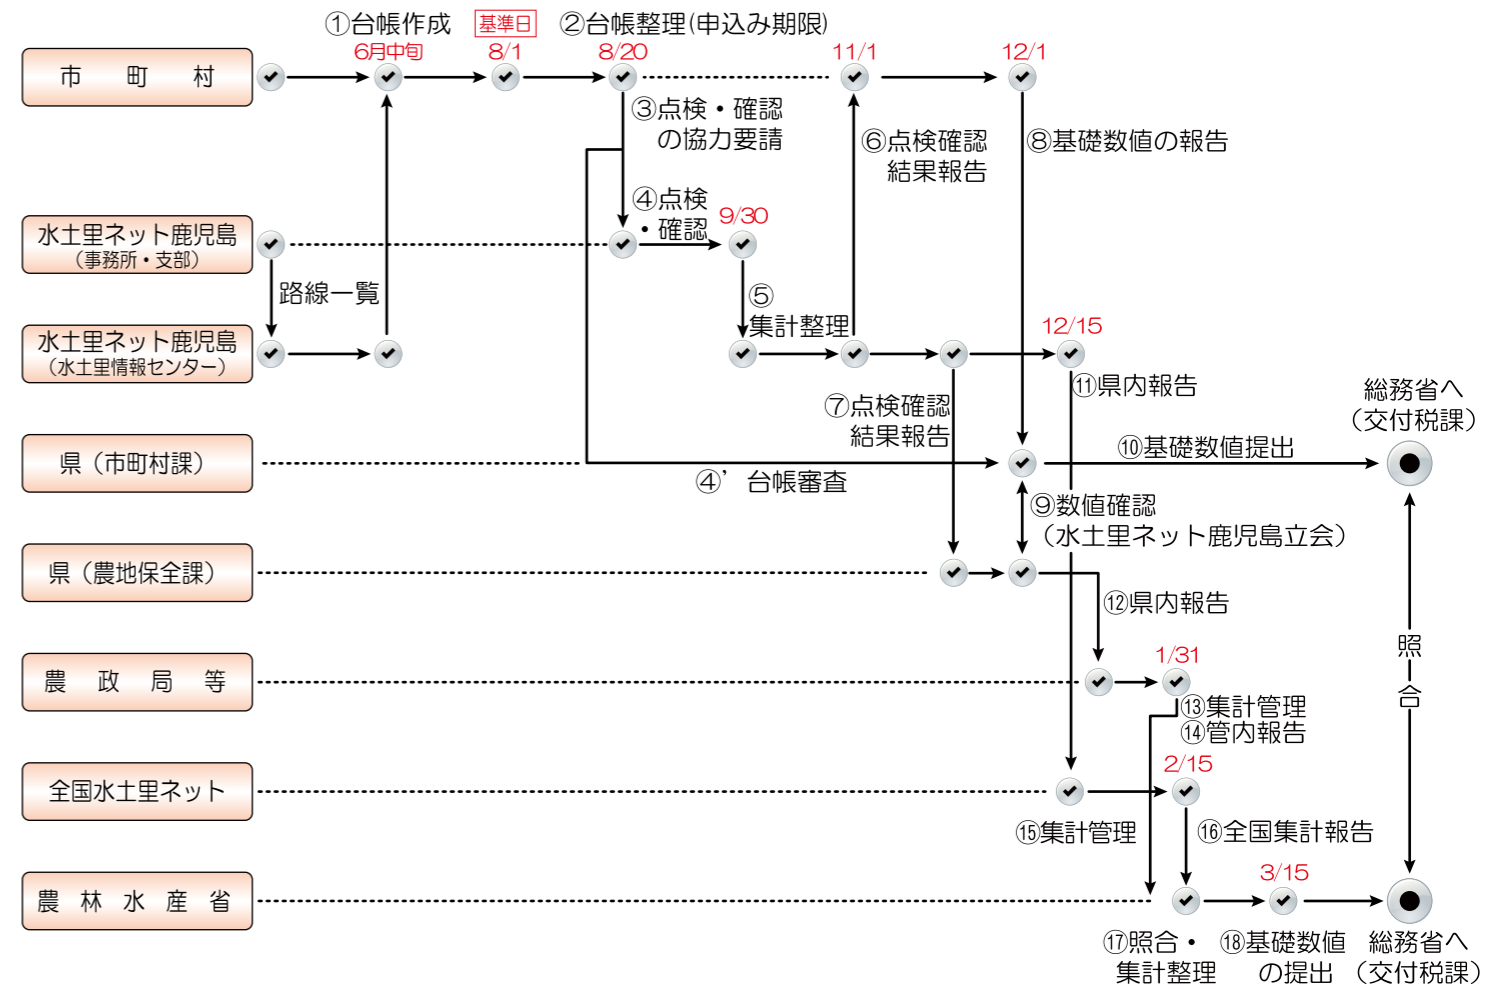 ①台帳作成
基準日
②台帳整理(申込み期限)
6月中旬
8/1
8/20
11/1
12/1
市町村
③点検・確認
の協力要請
⑥点検確認
結果報告
⑧基礎数値の報告
④点検
・確認
9/30
水土里ネット鹿児島
（事務所・支部）
路線一覧
⑤
集計整理
水土里ネット鹿児島
（水土里情報センター）
12/15
⑪県内報告
⑦点検確認
結果報告
総務省へ
（交付税課）
県（市町村課）
⑩基礎数値提出
④’台帳審査
⑨数値確認
（水土里ネット鹿児島立会）
県（農地保全課）
⑫県内報告
照合
農政局等
1/31
⑬集計管理
⑭管内報告
全国水土里ネット
2/15
⑮集計管理
⑯全国集計報告
農林水産省
3/15
⑰照合・
集計整理
⑱基礎数値
の提出
総務省へ
（交付税課）